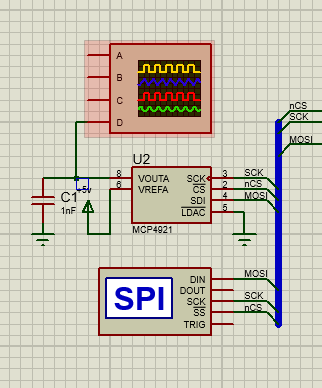 A
B
C
D
nCS
SCK
MOSI
U2
8 VOUTA SCK 3 SCK
6 VREFA CS 2 nCS
SDI 4 MOSI
LDAC 5
MCP4921
+5v
C1
1nF
SPI
DIN MOSI
DOUT
SCK SCK
SS nCS
TRIG